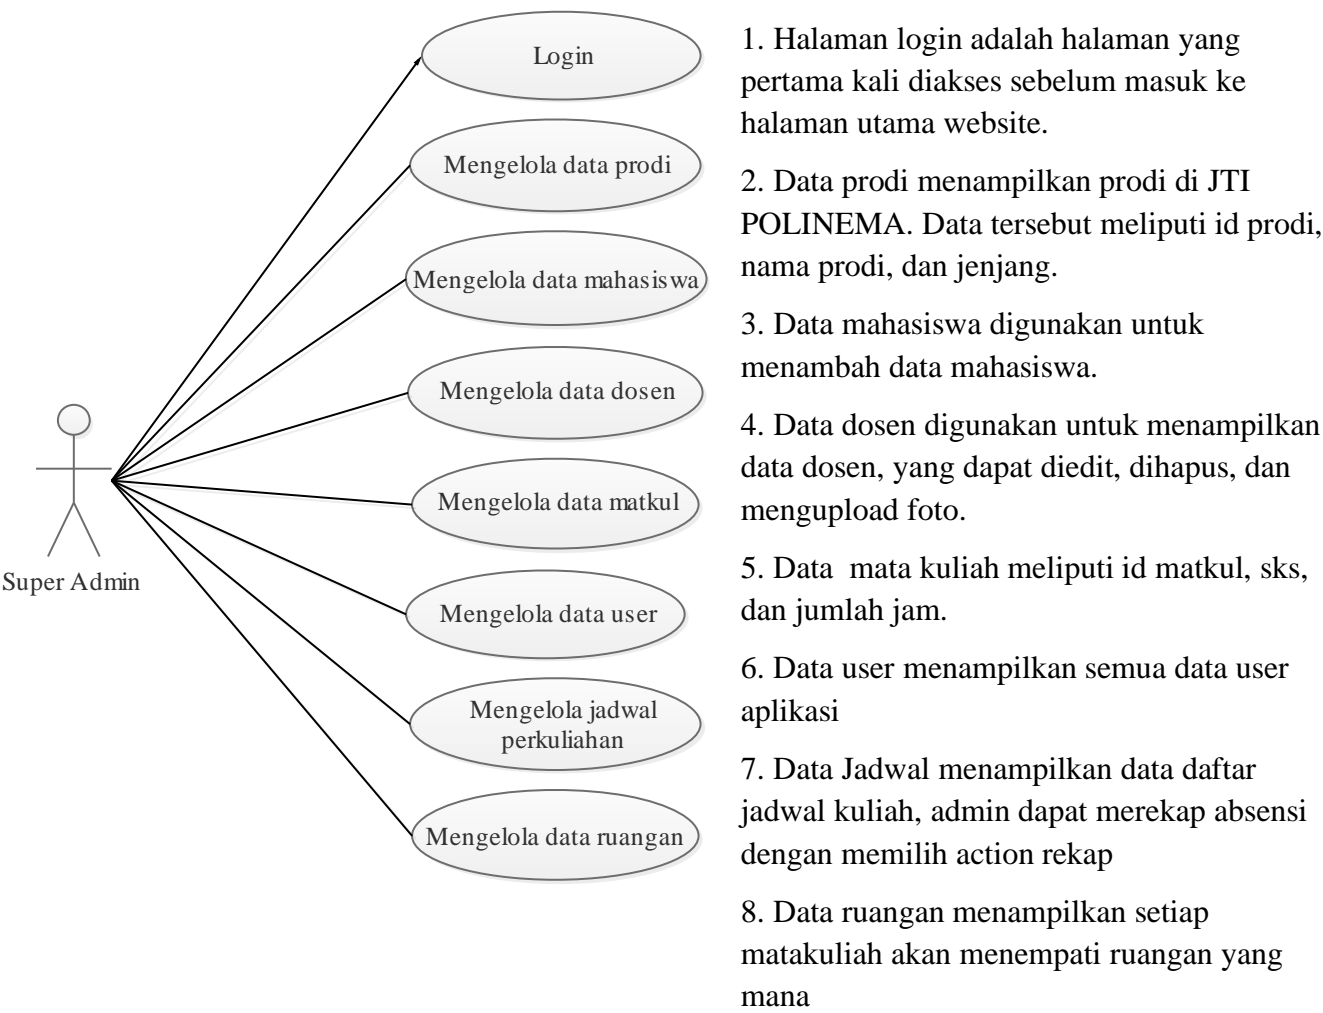 Login
Mengelola data prodi
Mengelola data mahasiswa
Mengelola data dosen
Mengelola data matkul
Mengelola data user
Mengelola jadwal
perkuliahan
Mengelola data ruangan
Super Admin
1. Halaman login adalah halaman yang
pertama kali diakses sebelum masuk ke
halaman utama website.
2. Data prodi menampilkan prodi di JTI
POLINEMA. Data tersebut meliputi id prodi,
nama prodi, dan jenjang.
3. Data mahasiswa digunakan untuk
menambah data mahasiswa.
4. Data dosen digunakan untuk menampilkan
data dosen, yang dapat diedit, dihapus, dan
mengupload foto.
5. Data  mata kuliah meliputi id matkul, sks,
dan jumlah jam.
6. Data user menampilkan semua data user
aplikasi
7. Data Jadwal menampilkan data daftar
jadwal kuliah, admin dapat merekap absensi
dengan memilih action rekap
8. Data ruangan menampilkan setiap
matakuliah akan menempati ruangan yang
mana